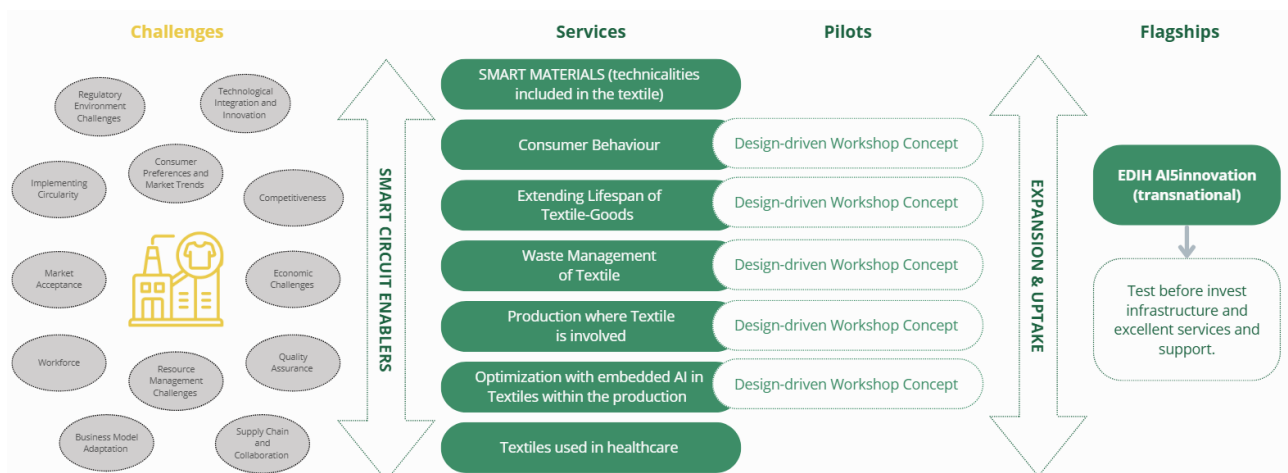 Challenges
Services
Pilots
Flagships
Regulatory
Environment
Challenges
Technological
Integration and
Innovation
Consumer
Preferences and
Market Trends
Implementing
Circularity
Competitiveness
Market
Acceptance
Economic
Challenges
Workforce
Resource
Management
Challenges
Quality
Assurance
Business Model
Adaptation
Supply Chain
and
Collaboration
SMART CIRCUIT ENABLERS
SMART MATERIALS (technicalities
included in the textile)
Consumer Behaviour
Design-driven Workshop Concept
Extending Lifespan of
Textile-Goods
Design-driven Workshop Concept
Waste Management
of Textile
Design-driven Workshop Concept
Production where Textile
is involved
Design-driven Workshop Concept
Optimization with embedded AI in
Textiles within the production
Design-driven Workshop Concept
Textiles used in healthcare
EXPANSION & UPTAKE
EDIH AI5innovation
(transnational)
Test before invest
infrastructure and
excellent services and
support.